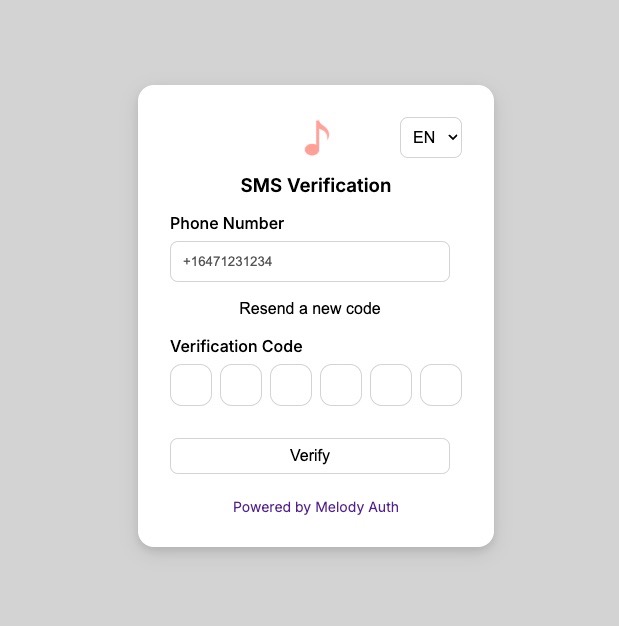 EN
SMS Verification
Phone Number
+16471231234
Resend a new code
Verification Code
Verify
Powered by Melody Auth